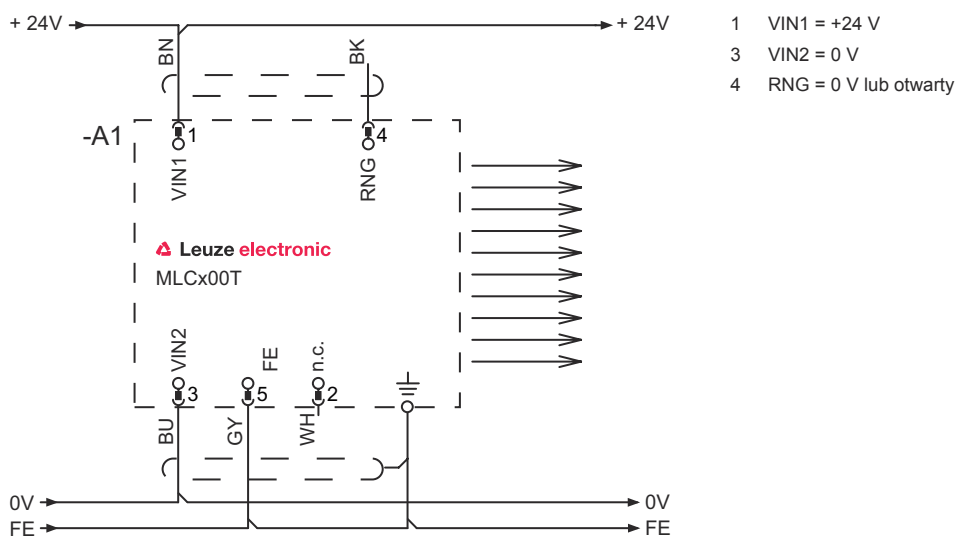 + 24V
+ 24V
1 VIN1 = +24 V
3 VIN2 = 0 V
4 RNG = 0 V lub otwarty
BN
BK
-A1
1
4
VIN1
RNG
Leuze electronic
MLCx00T
VIN2
FE
n.c.
3
5
2
BU
GY
WH
0V
0V
FE
FE